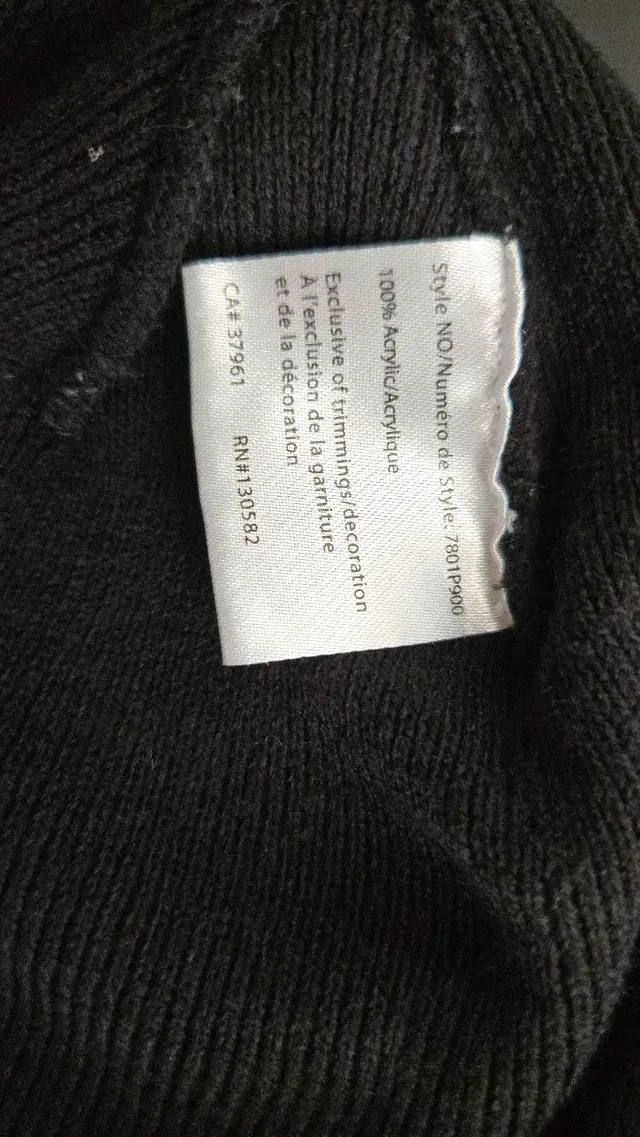 Style NO/Numéro de Style: 7801P900
100% Acrylic/Acrylique
Exclusive of trimmings/decoration
À l'exclusion de la garniture
et de la décoration
CA# 37961 RN#130582